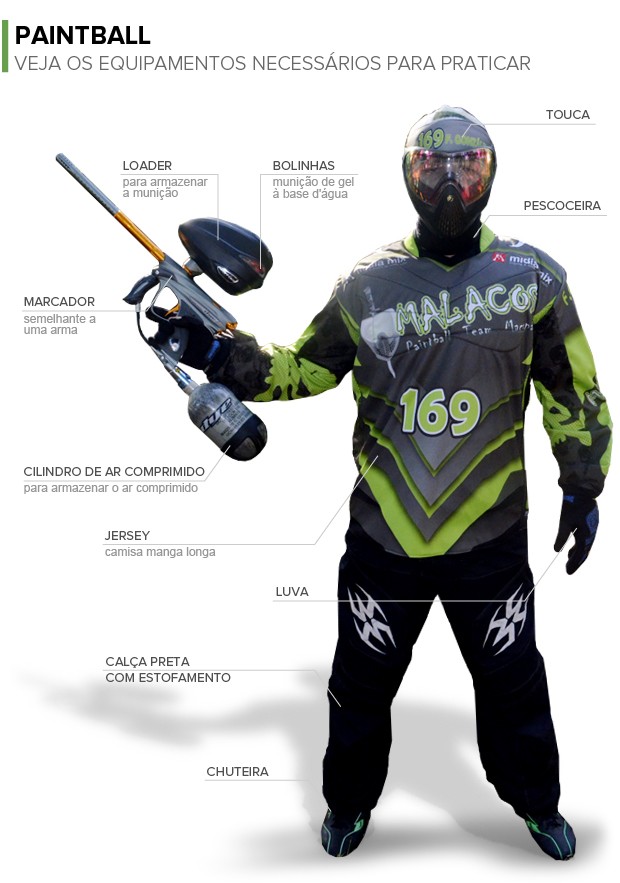 PAINTBALL
VEJA OS EQUIPAMENTOS NECESSÁRIOS PARA PRATICAR
TOUCA
LOADER
para armazenar
a munição
BOLINHAS
munição de gel
à base d'água
PESCOCEIRA
MARCADOR
semelhante a
uma arma
169
MALACOS
Paintball Team
169
CILINDRO DE AR COMPRIMIDO
para armazenar o ar comprimido
JERSEY
camisa manga longa
LUVA
CALÇA PRETA
COM ESTOFAMENTO
CHUTEIRA